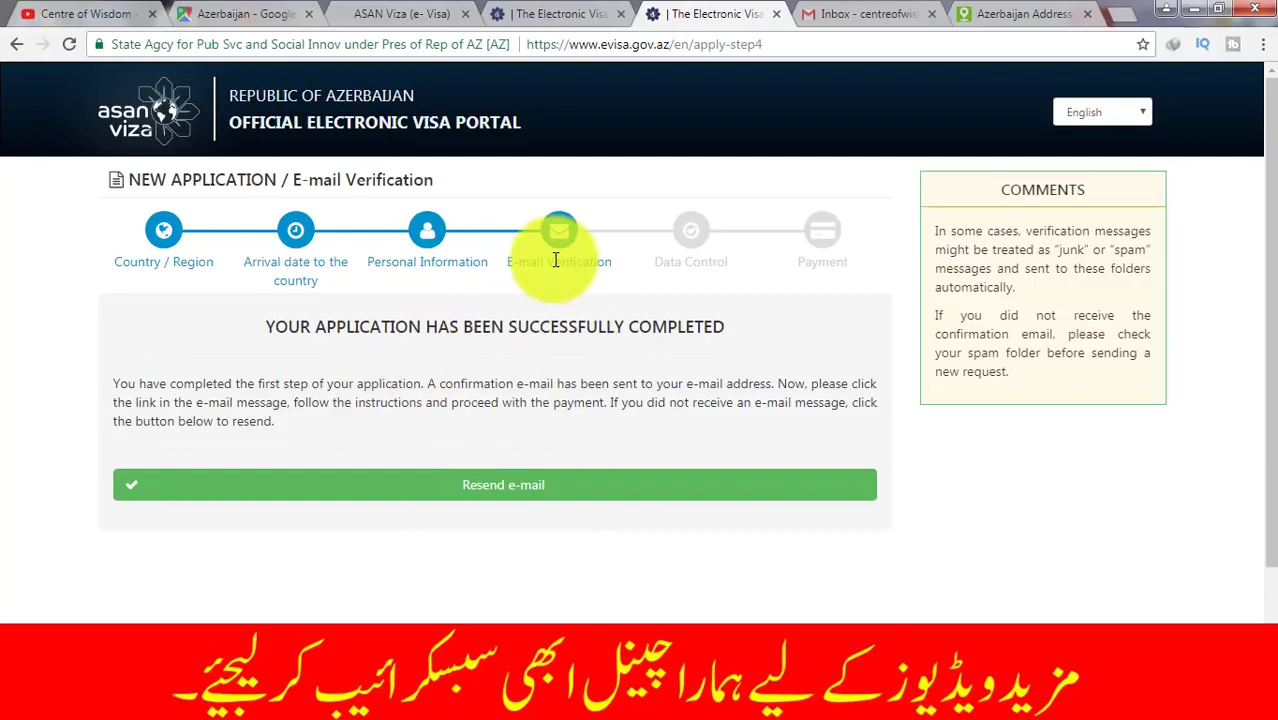 Centre of Wisdom -
Azerbaijan - Google
ASAN Viza (e- Visa)
| The Electronic Visa
| The Electronic Visa
Inbox - centreofwis
Azerbaijan Address
State Agcy for Pub Svc and Social Innov under Pres of Rep of AZ [AZ]
https://www.evisa.gov.az/en/apply-step4
IQ
asan viza
REPUBLIC OF AZERBAIJAN
OFFICIAL ELECTRONIC VISA PORTAL
English
NEW APPLICATION / E-mail Verification
Country / Region
Arrival date to the country
Personal Information
E-mail Verification
Data Control
Payment
YOUR APPLICATION HAS BEEN SUCCESSFULLY COMPLETED
You have completed the first step of your application. A confirmation e-mail has been sent to your e-mail address. Now, please click
the link in the e-mail message, follow the instructions and proceed with the payment. If you did not receive an e-mail message, click
the button below to resend.
Resend e-mail
COMMENTS
In some cases, verification messages
might be treated as "junk" or "spam"
messages and sent to these folders
automatically.
If you did not receive the
confirmation email, please check
your spam folder before sending a
new request.
مزید ویڈیوز کے لیے ہمارا چینل ابھی سبسکرائیب کر لیجیئے۔